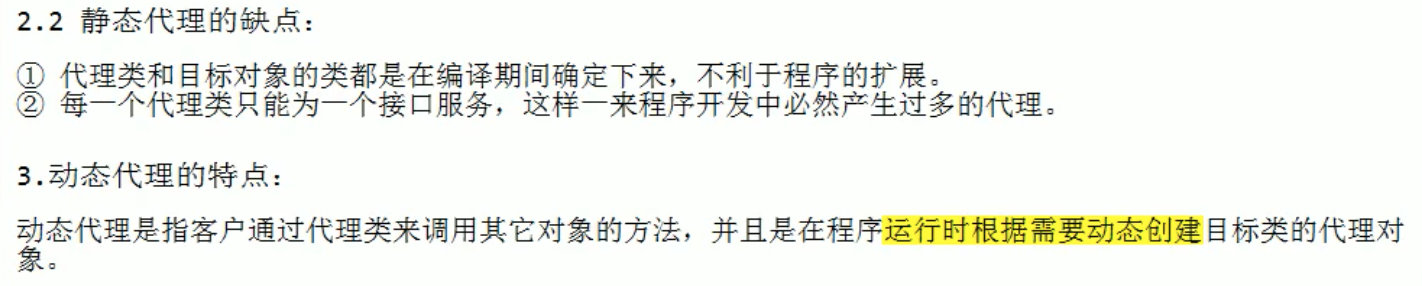 2.2 静态代理的缺点：
① 代理类和目标对象的类都是在编译期间确定下来，不利于程序的扩展。
② 每一个代理类只能为一个接口服务，这样一来程序开发中必然产生过多的代理。
3.动态代理的特点：
动态代理是指客户通过代理类来调用其它对象的方法，并且是在程序运行时根据需要动态创建目标类的代理对
象。